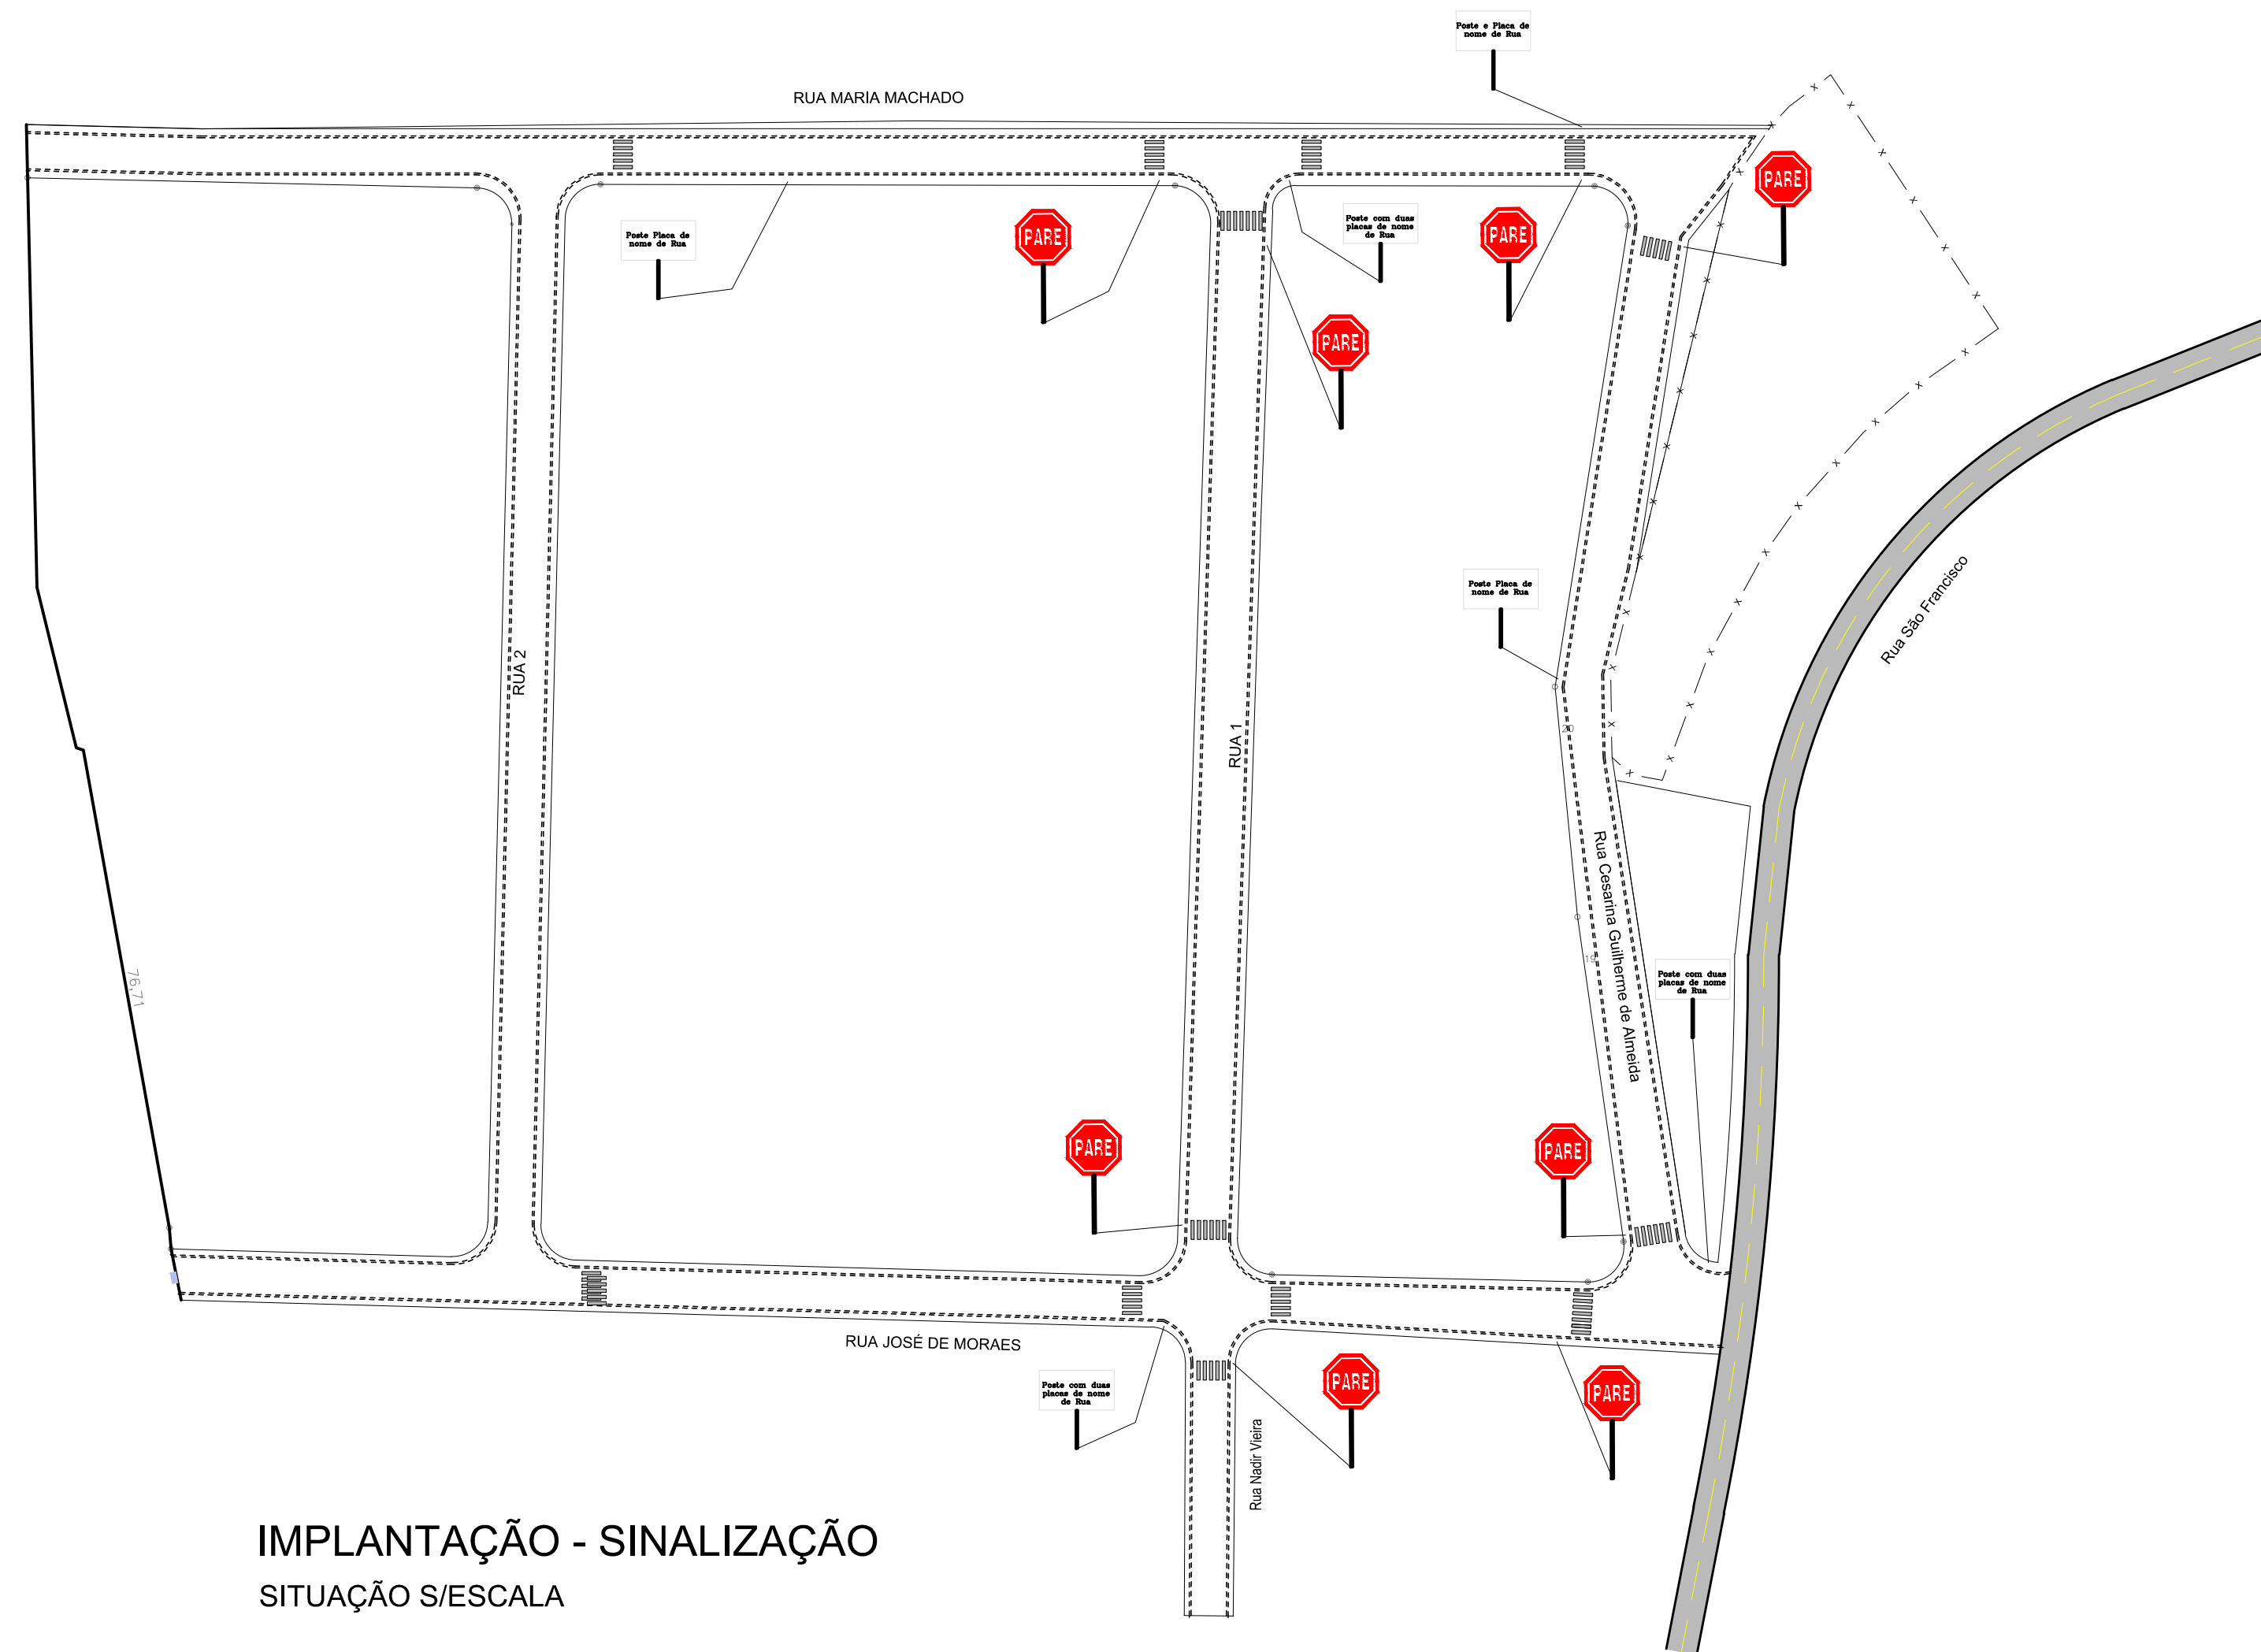 Poste e Placa de
nome de Rua
RUA MARIA MACHADO
PARE
Poste Placa de
nome de Rua
PARE
Poste com duas
placas de nome
de Rua
PARE
PARE
Poste Placa de
nome de Rua
Rua São Francisco
RUA 2
RUA 1
20
Rua Cesarina Guilherme de Almeida
19
76,71
Poste com duas
placas de nome
de Rua
PARE
PARE
RUA JOSÉ DE MORAES
Poste com duas
placas de nome
de Rua
PARE
PARE
Rua Nadir Vieira
IMPLANTAÇÃO - SINALIZAÇÃO
SITUAÇÃO S/ESCALA